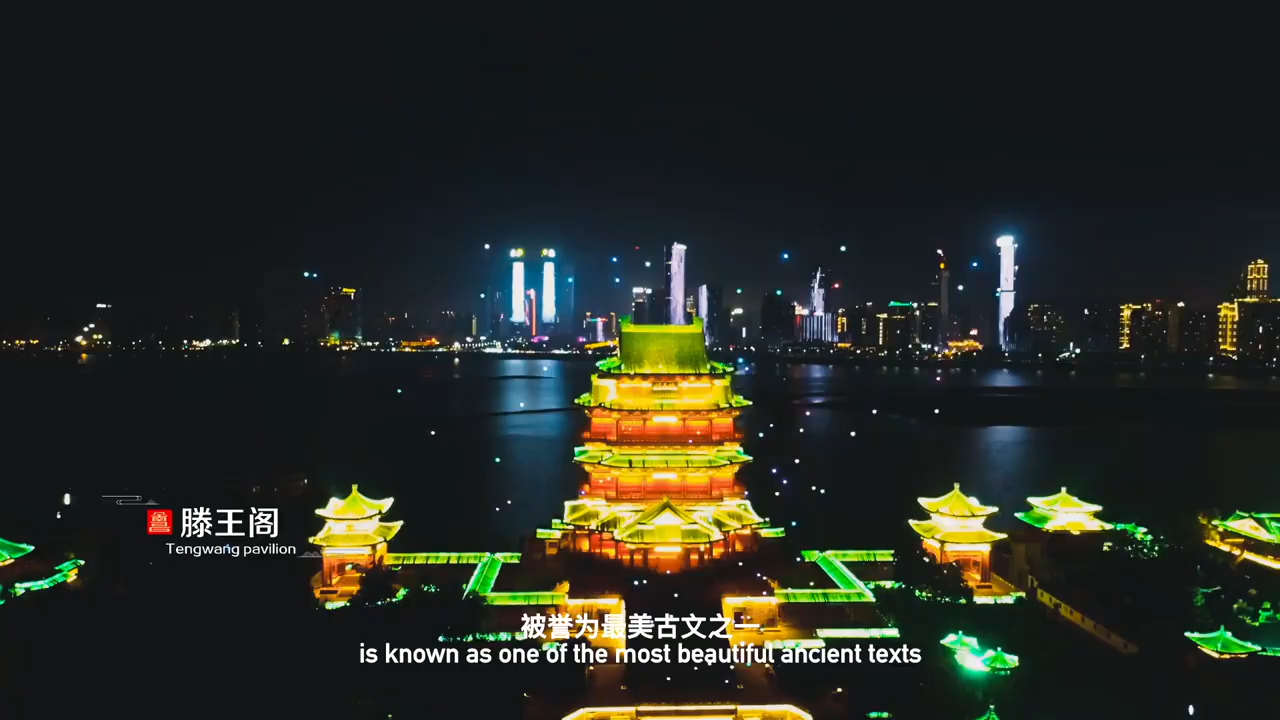 滕王阁
Tengwang pavilion
被誉为最美古文之一
is known as one of the most beautiful ancient texts